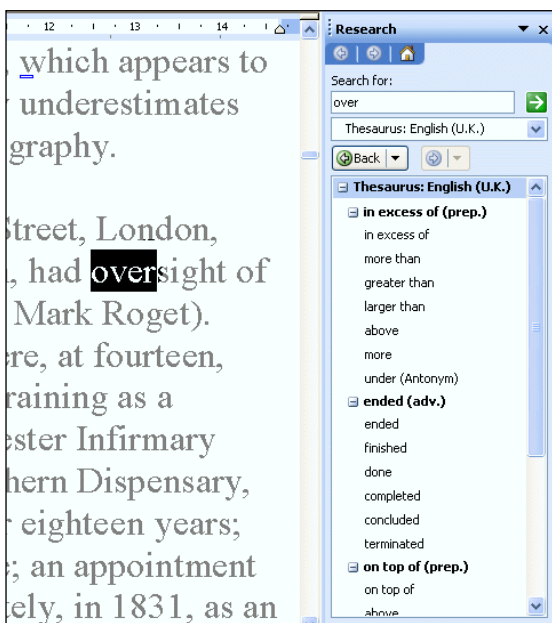 12 13 14
, which appears to
underestimates
graphy.
Street, London,
, had oversight of
Mark Roget).
ere, at fourteen,
raining as a
ester Infirmary
hern Dispensary,
r eighteen years;
; an appointment
tely, in 1831, as an
Research
Search for:
over
Thesaurus: English (U.K.)
Back
Thesaurus: English (U.K.)
in excess of (prep.)
in excess of
more than
greater than
larger than
above
more
under (Antonym)
ended (adv.)
ended
finished
done
completed
concluded
terminated
on top of (prep.)
on top of
above